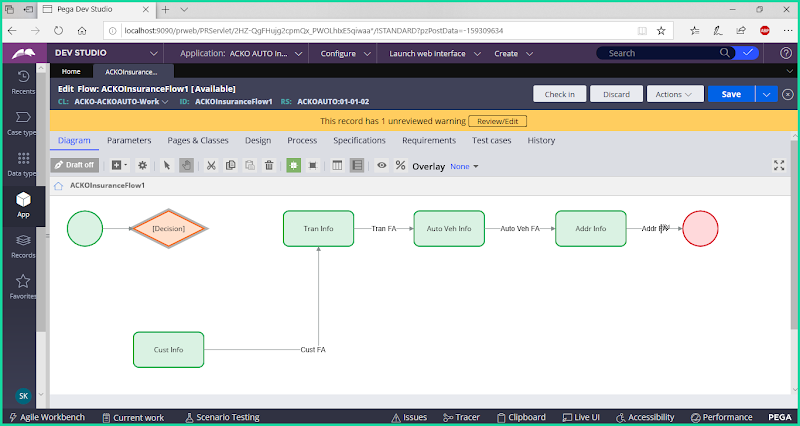 Pega Dev Studio
localhost:9090/prweb/PRServlet/2HZ-QgFHujg2cpmQx_PWOLhIxE5qiwaa*/!STANDARD?pzPostData=-159309634
DEV STUDIO
Application: ACKO AUTO In...
Configure
Launch web interface
Create
Search
Home
ACKOInsurance...
Recents
Edit Flow: ACKOInsuranceFlow1 [Available]
CL: ACKO-ACKOAUTO-Work
ID: ACKOInsuranceFlow1
RS: ACKOAUTO:01-01-02
Check in
Discard
Actions
Save
Case type
This record has 1 unreviewed warning
Review/Edit
Diagram
Parameters
Pages & Classes
Design
Process
Specifications
Requirements
Test cases
History
Data type
Draft off
Overlay
None
App
ACKOInsuranceFlow1
[Decision]
Tran Info
Tran FA
Auto Veh Info
Auto Veh FA
Addr Info
Addr
Records
Favorites
Cust Info
Cust FA
SK
Agile Workbench
Current work
Scenario Testing
Issues
Tracer
Clipboard
Live UI
Accessibility
Performance
PEGA